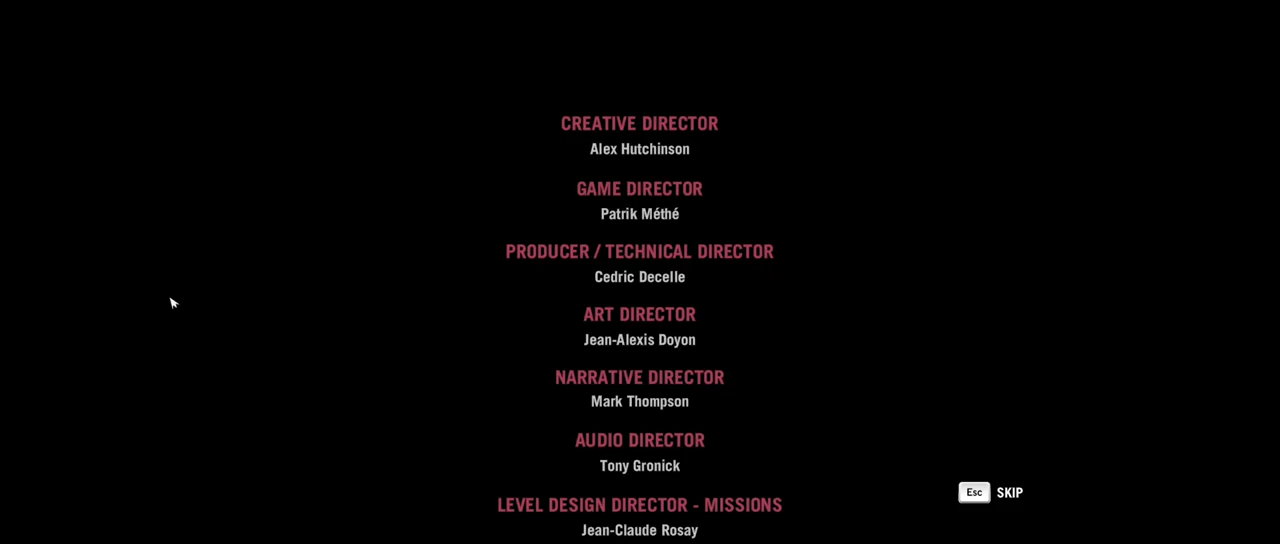 CREATIVE DIRECTOR
Alex Hutchinson
GAME DIRECTOR
Patrik Méthé
PRODUCER / TECHNICAL DIRECTOR
Cedric Decelle
ART DIRECTOR
Jean-Alexis Doyon
NARRATIVE DIRECTOR
Mark Thompson
AUDIO DIRECTOR
Tony Gronick
Esc SKIP
LEVEL DESIGN DIRECTOR - MISSIONS
Jean-Claude Rosay